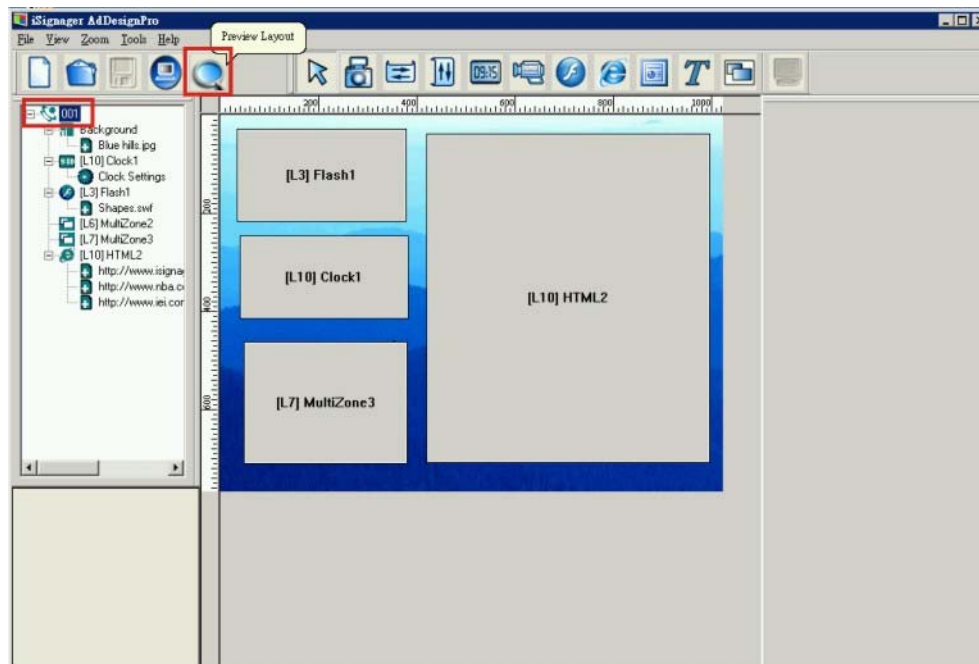 iSignager AdDesignPro
File View Zoom Tools Help
Preview Layout
09:15
T
200 400 600 800 1000
001
Background
Blue hills.jpg
[L10] Clock1
Clock Settings
[L3] Flash1
Shapes.swf
[L6] MultiZone2
[L7] MultiZone3
[L10] HTML2
http://www.isigna
http://www.nba.c
http://www.iei.cor
200
400
600
[L3] Flash1
[L10] Clock1
[L7] MultiZone3
[L10] HTML2